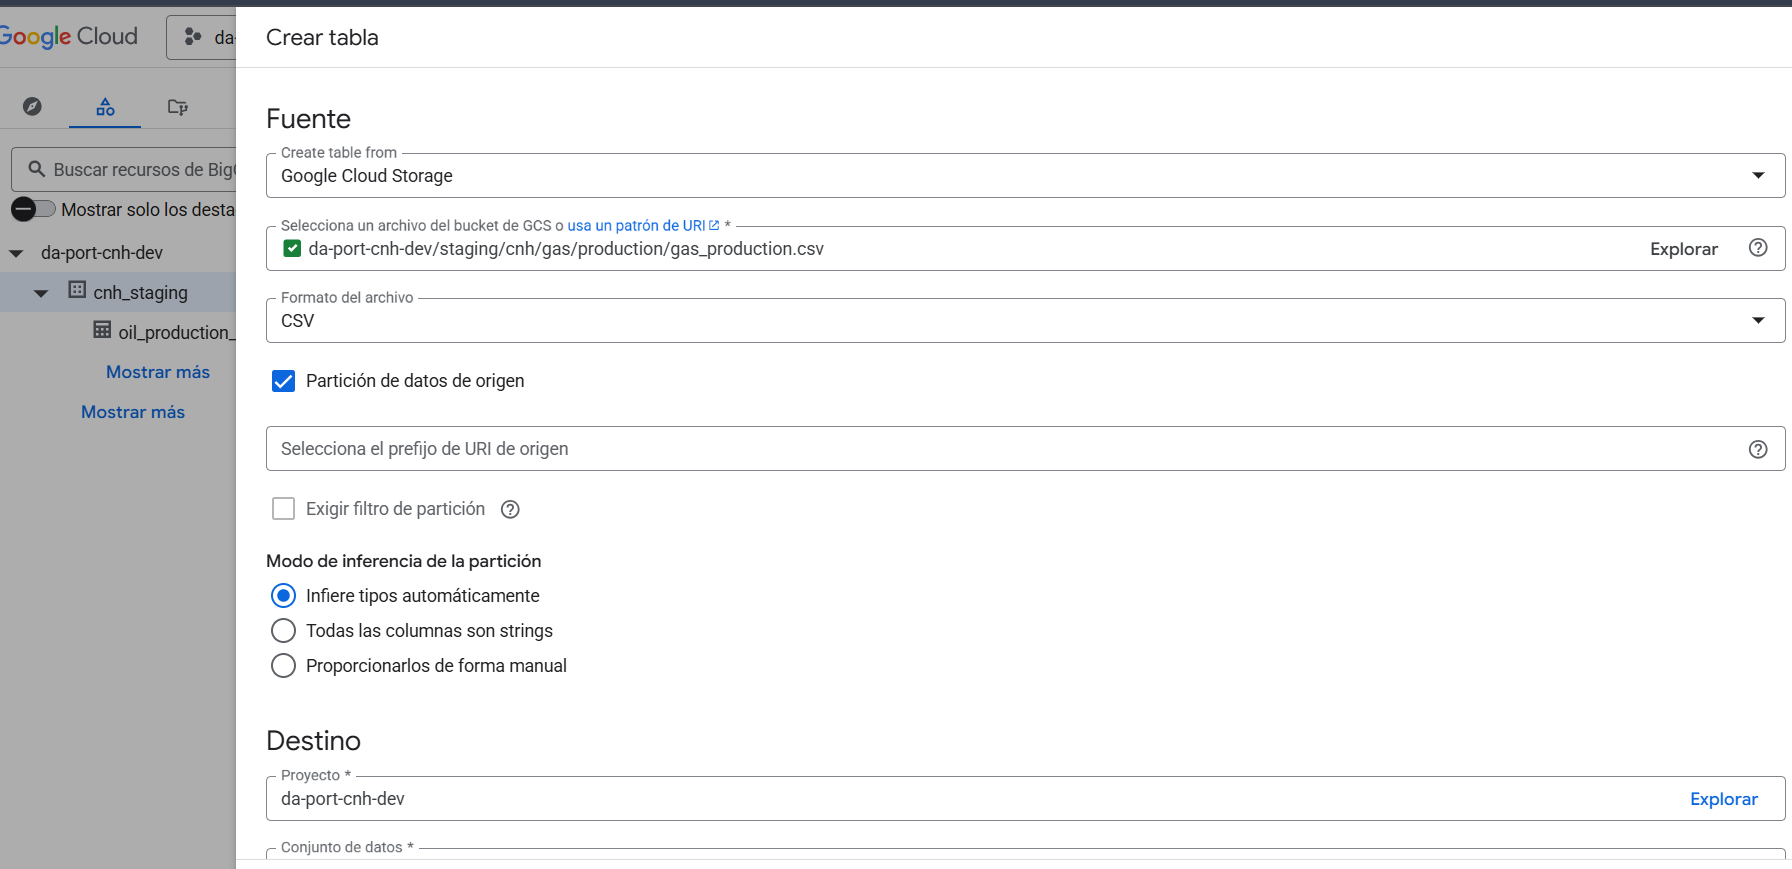 Google Cloud
da-
Crear tabla
Fuente
Create table from
Google Cloud Storage
Buscar recursos de Big
Mostrar solo los desta
Selecciona un archivo del bucket de GCS o usa un patrón de URI *
da-port-cnh-dev/staging/cnh/gas/production/gas_production.csv
Explorar
da-port-cnh-dev
cnh_staging
oil_production_
Mostrar más
Mostrar más
Formato del archivo
CSV
Partición de datos de origen
Selecciona el prefijo de URI de origen
Exigir filtro de partición
Modo de inferencia de la partición
Infiere tipos automáticamente
Todas las columnas son strings
Proporcionarlos de forma manual
Destino
Proyecto *
da-port-cnh-dev
Explorar
Conjunto de datos *